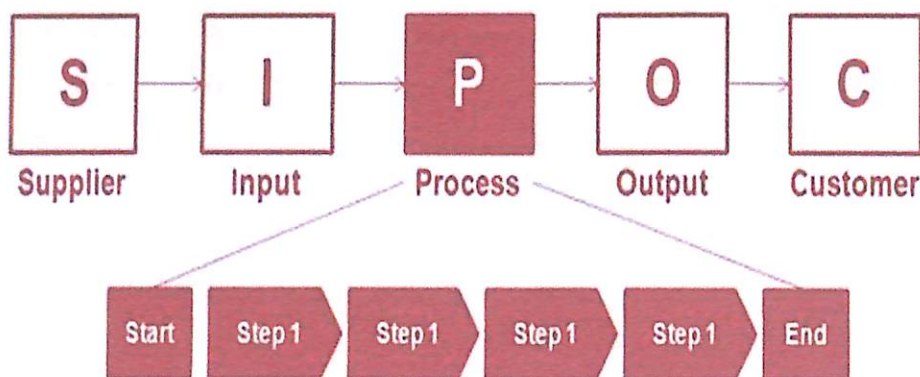 S I P O C
Supplier Input Process Output Customer
Start Step 1 Step 1 Step 1 Step 1 End